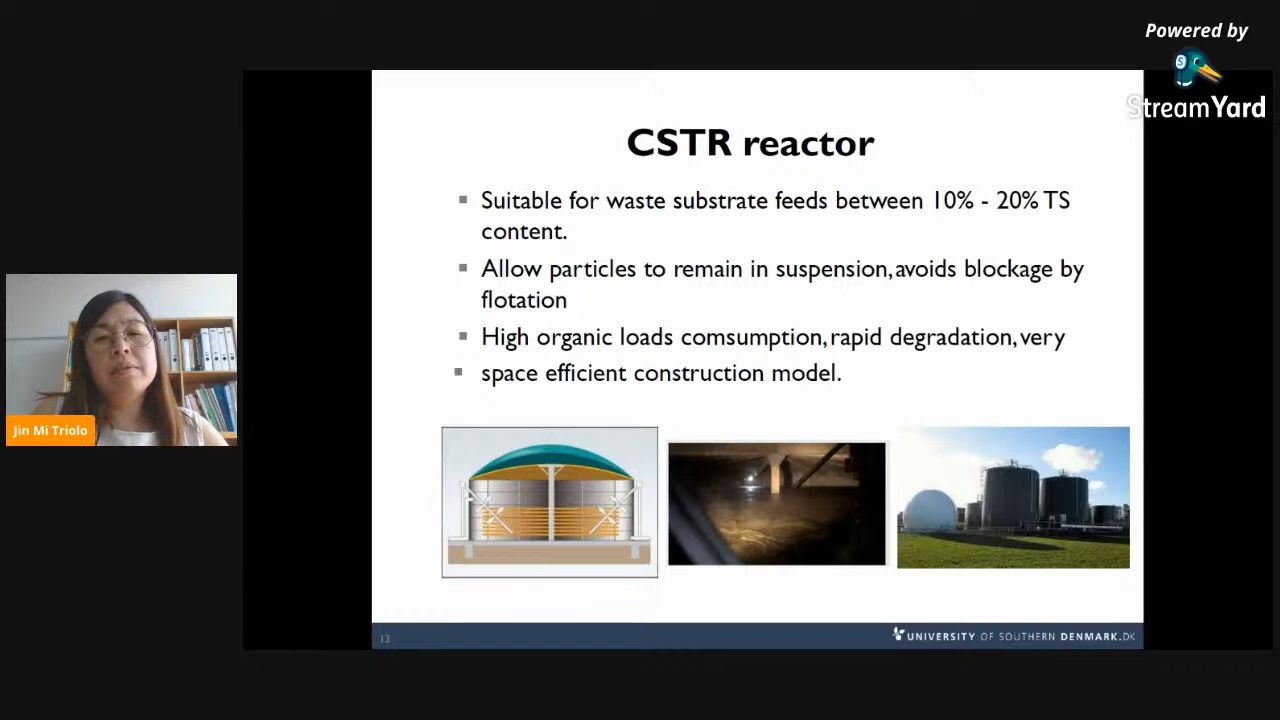 Powered by
StreamYard
CSTR reactor
Suitable for waste substrate feeds between 10% - 20% TS
content.
Allow particles to remain in suspension, avoids blockage by
flotation
High organic loads comsumption, rapid degradation, very
space efficient construction model.
Jin Mi Triolo
13
UNIVERSITY OF SOUTHERN DENMARK.DK